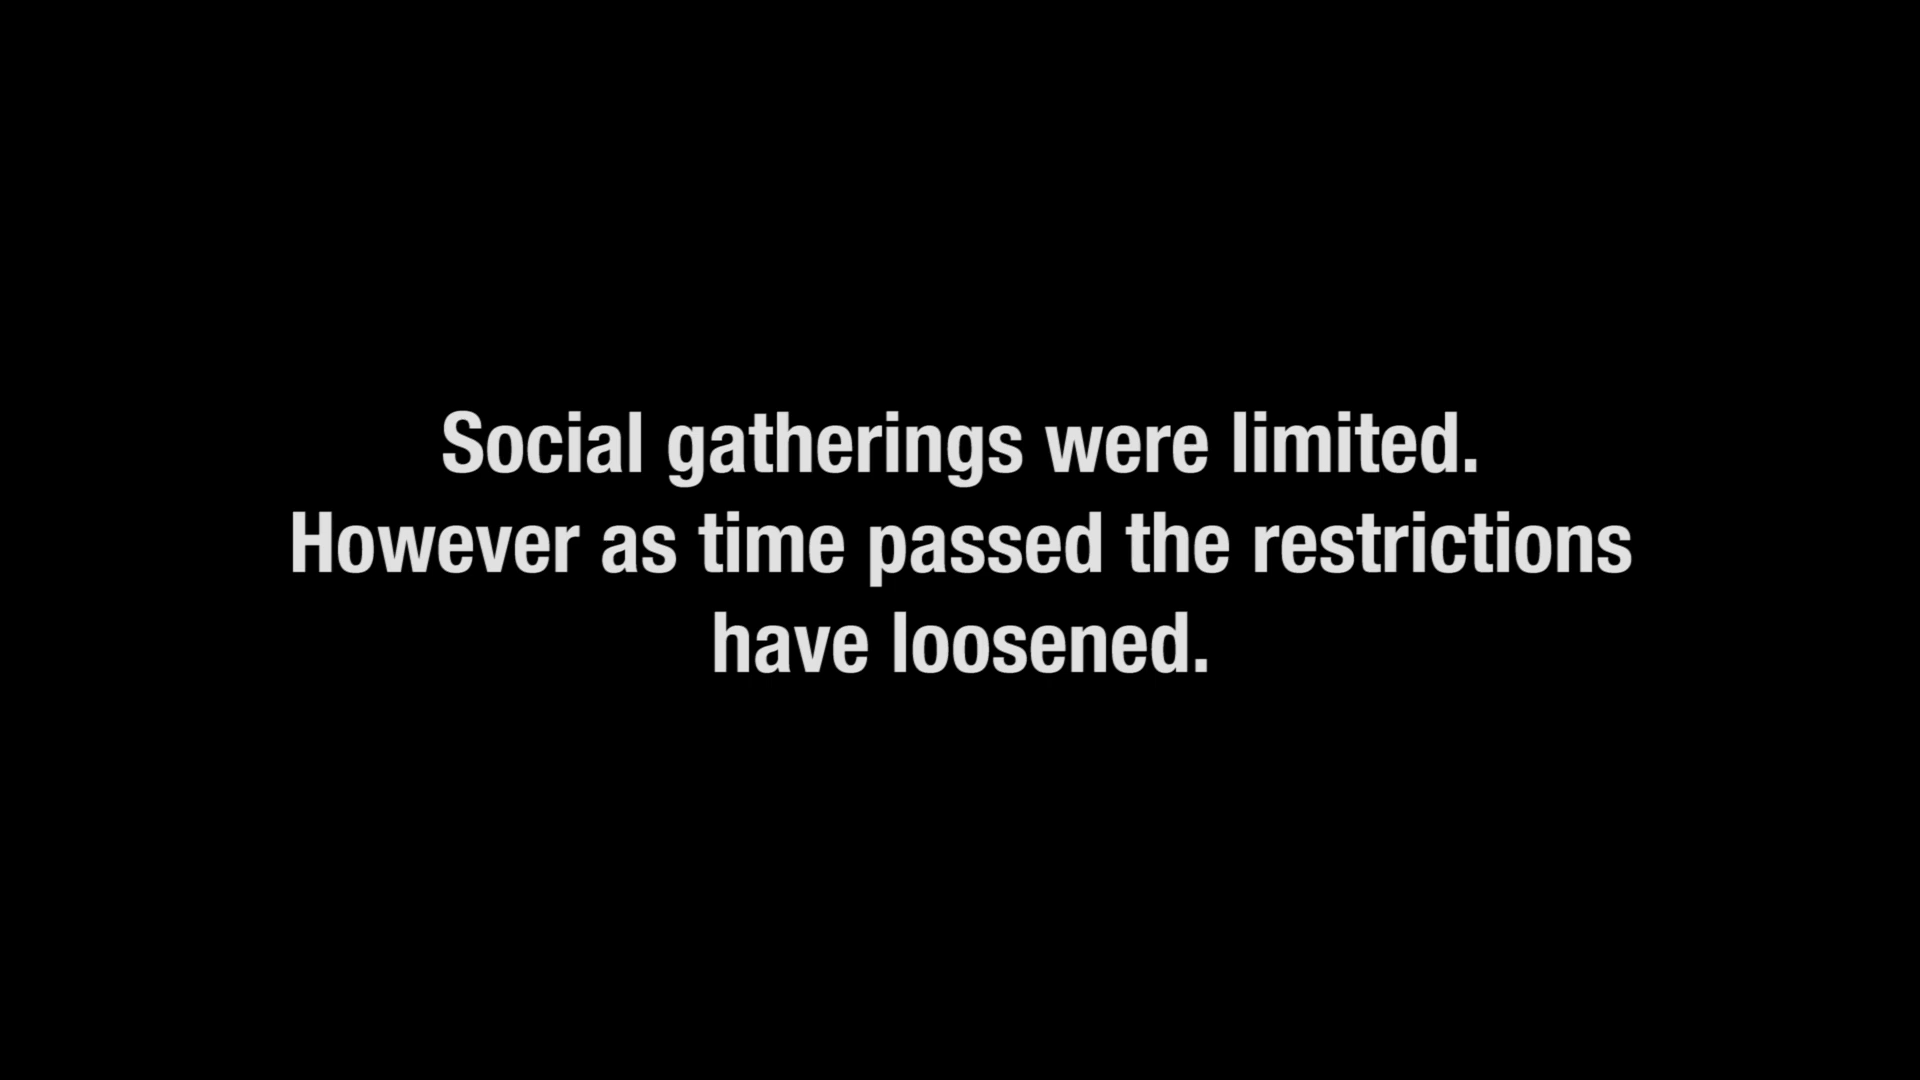 Social gatherings were limited.
However as time passed the restrictions
have loosened.